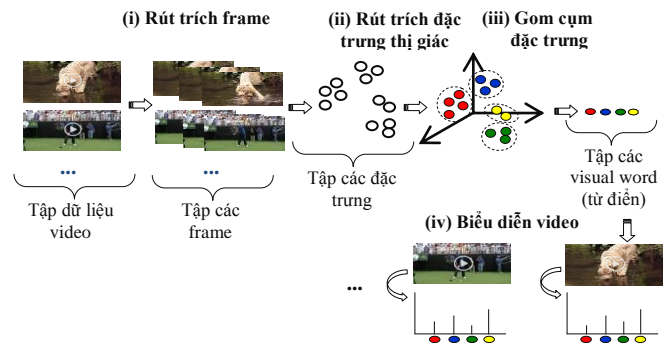 (i) Rút trích frame
(ii) Rút trích đặc
trưng thị giác
(iii) Gom cụm
đặc trưng
...
...
Tập dữ liệu
video
Tập các
frame
Tập các đặc
trưng
Tập các
visual word
(từ điển)
(iv) Biểu diễn video
...